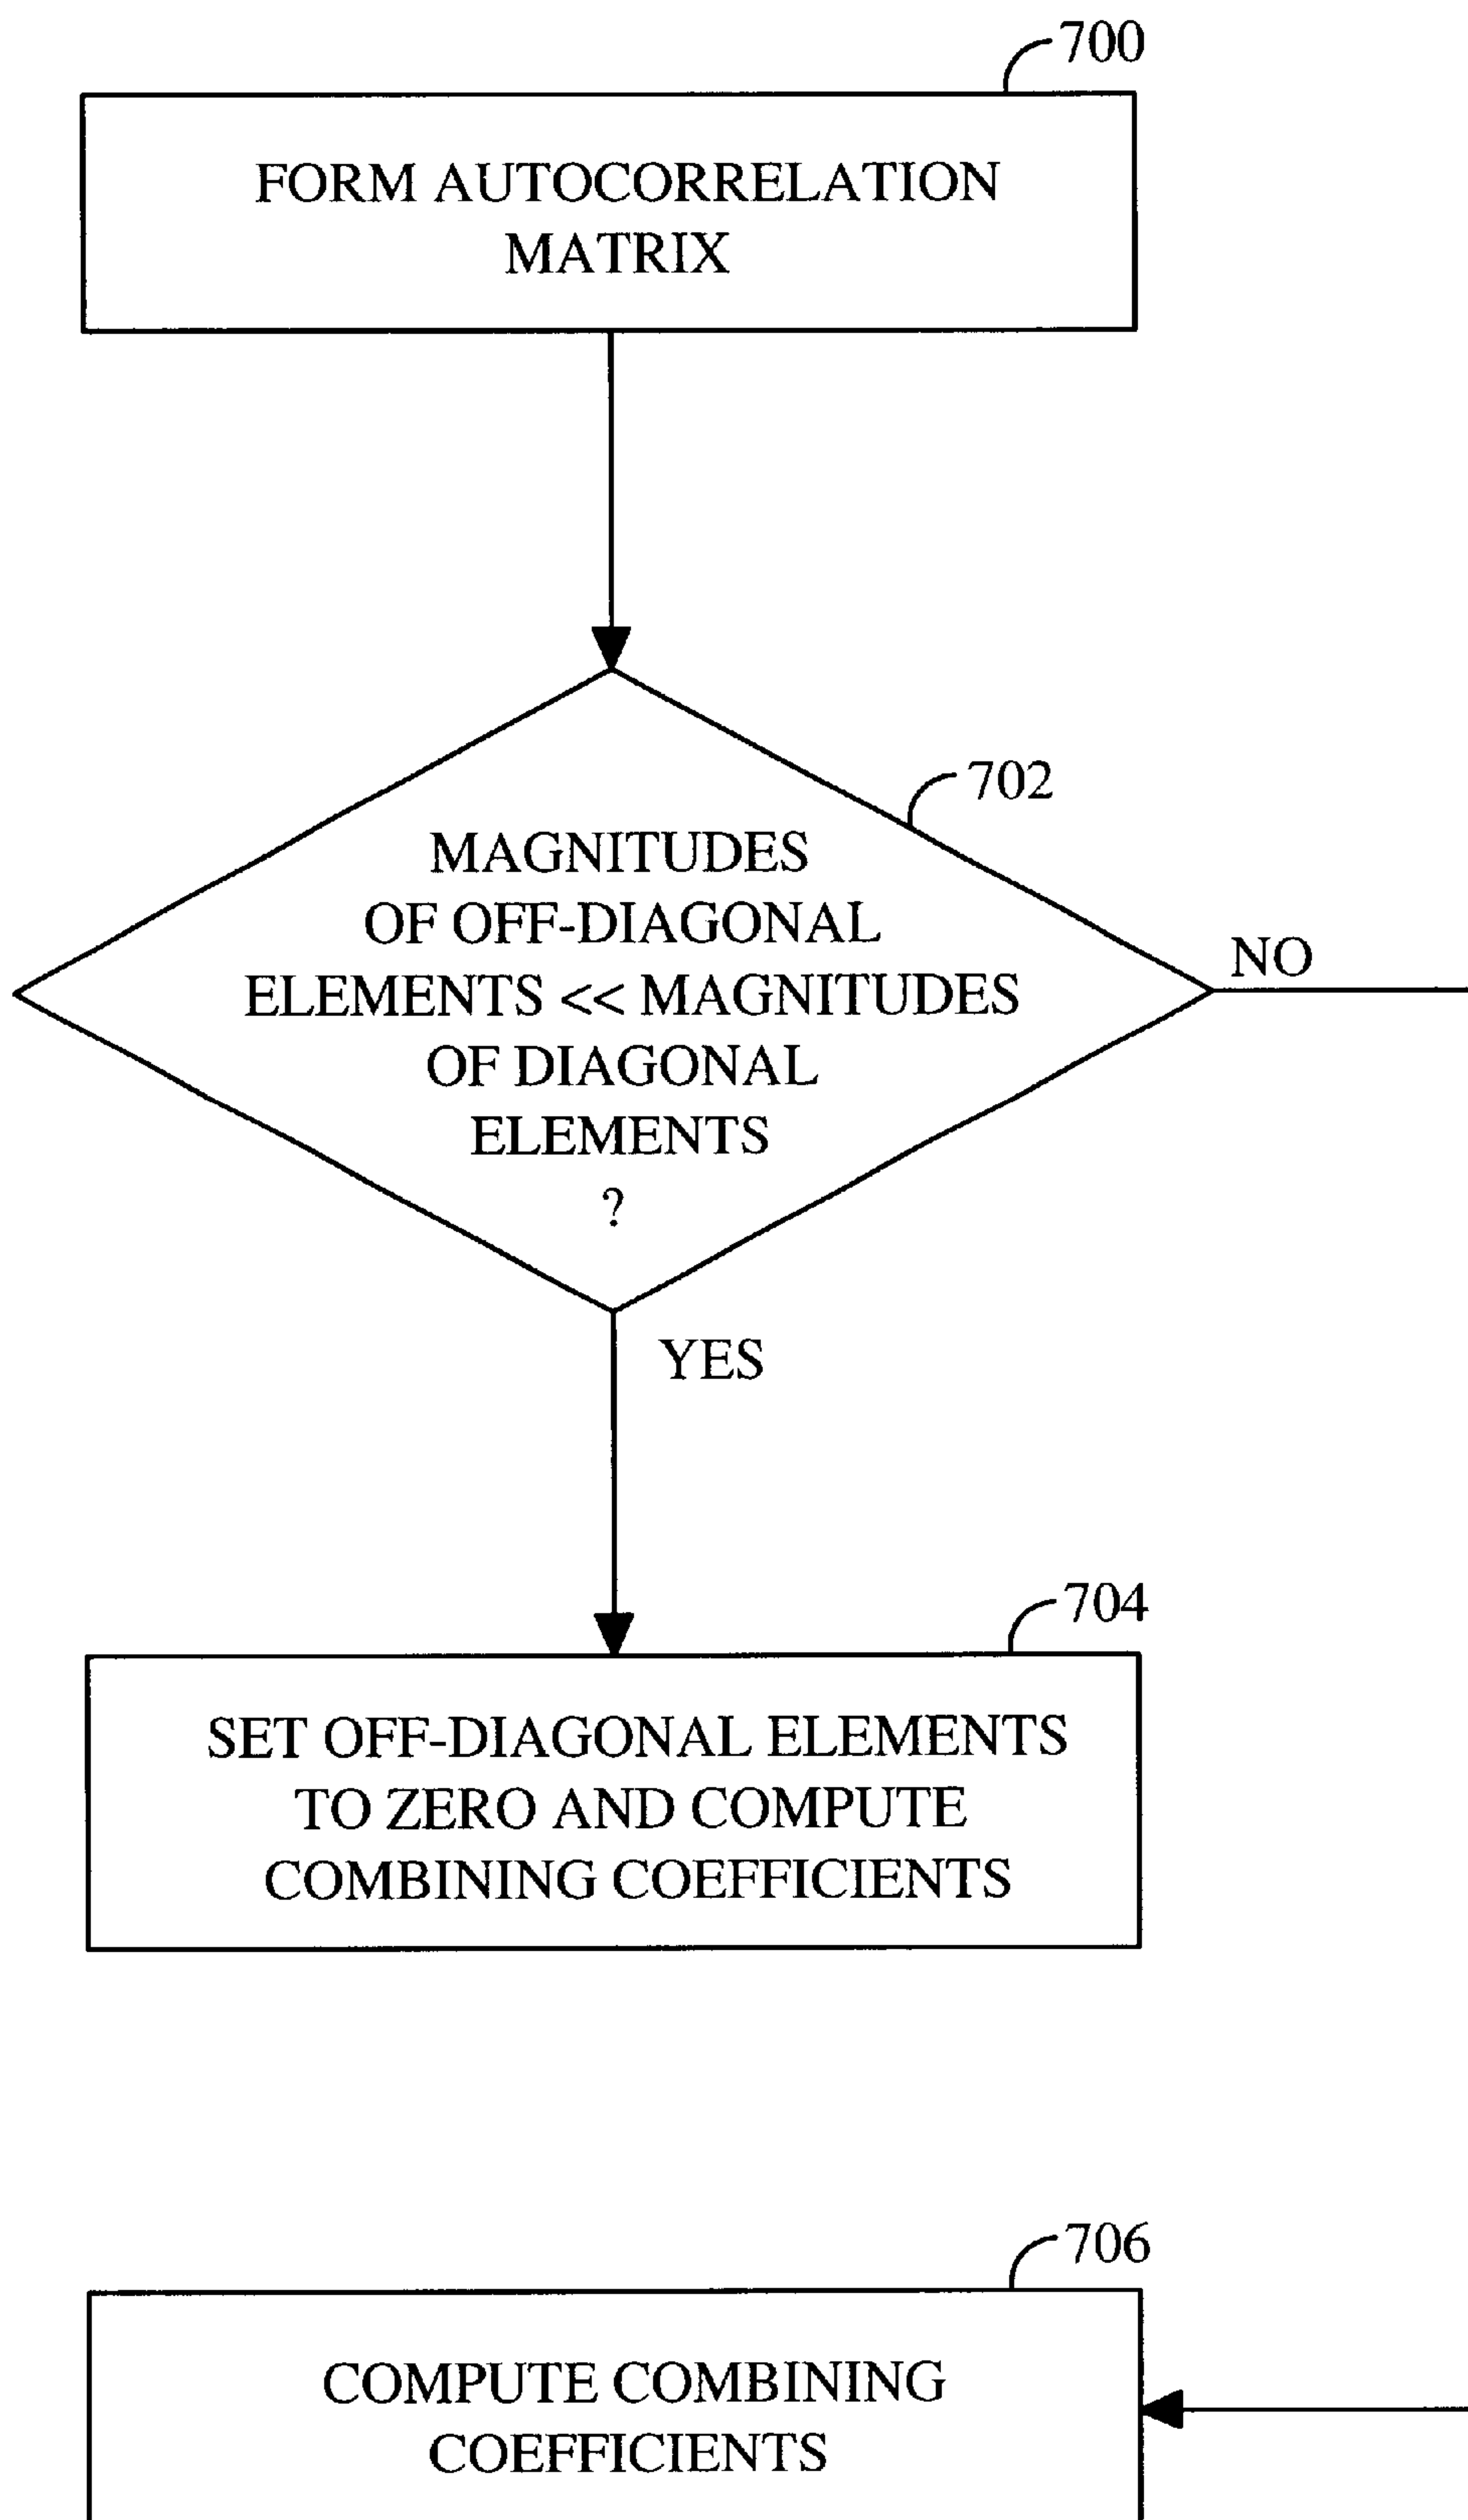 700
FORM AUTOCORRELATION
MATRIX
702
MAGNITUDES
OF OFF-DIAGONAL
ELEMENTS << MAGNITUDES
OF DIAGONAL
ELEMENTS
?
NO
YES
704
SET OFF-DIAGONAL ELEMENTS
TO ZERO AND COMPUTE
COMBINING COEFFICIENTS
706
COMPUTE COMBINING
COEFFICIENTS